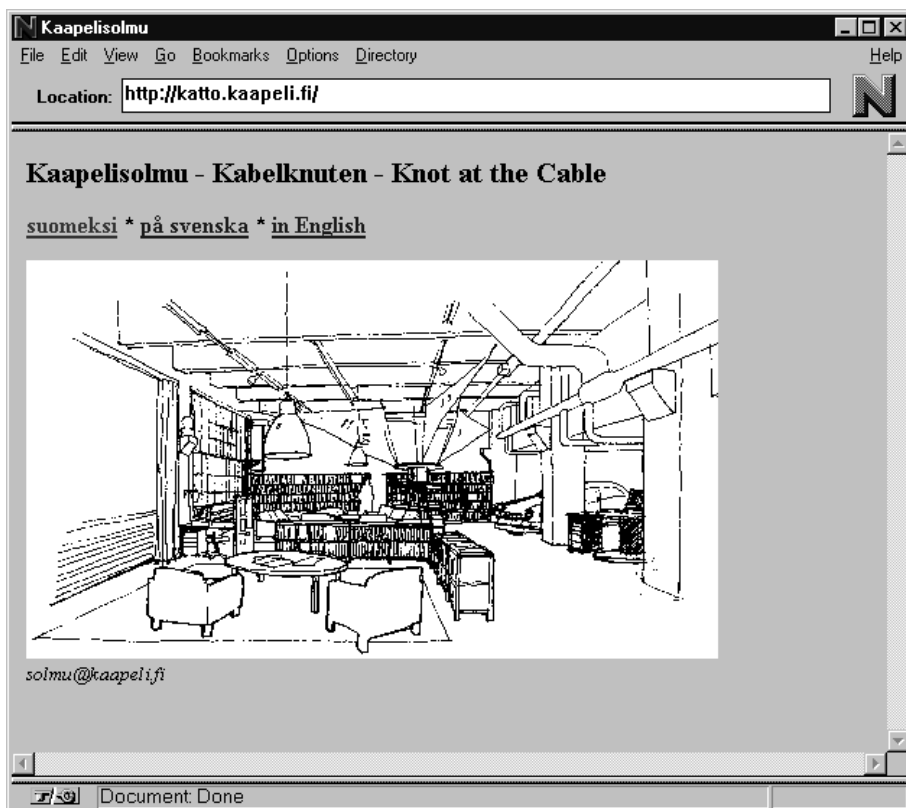 Kaapelisolmu
File Edit View Go Bookmarks Options Directory Help
Location: http://katto.kaapeli.fi/
Kaapelisolmu - Kabelknuten - Knot at the Cable
suomeksi * på svenska * in English
solmu@kaapeli.fi
Document: Done